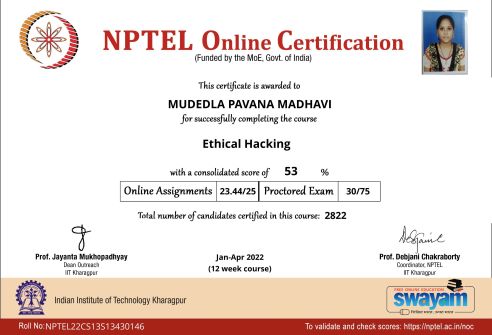 NPTEL Online Certification
(Funded by the MoE, Govt. of India)
This certificate is awarded to
MUDEDLA PAVANA MADHAVI
for successfully completing the course
Ethical Hacking
with a consolidated score of 53 %
Online Assignments 23.44/25 Proctored Exam 30/75
Total number of candidates certified in this course: 2822
Prof. Jayanta Mukhopadhyay
Dean Outreach
IIT Kharagpur
Jan-Apr 2022
(12 week course)
Prof. Debjani Chakraborty
Coordinator, NPTEL
IIT Kharagpur
Indian Institute of Technology Kharagpur
FREE ONLINE EDUCATION
swayam
Roll No:NPTEL22CS13S13430146
To validate and check scores: https://nptel.ac.in/noc